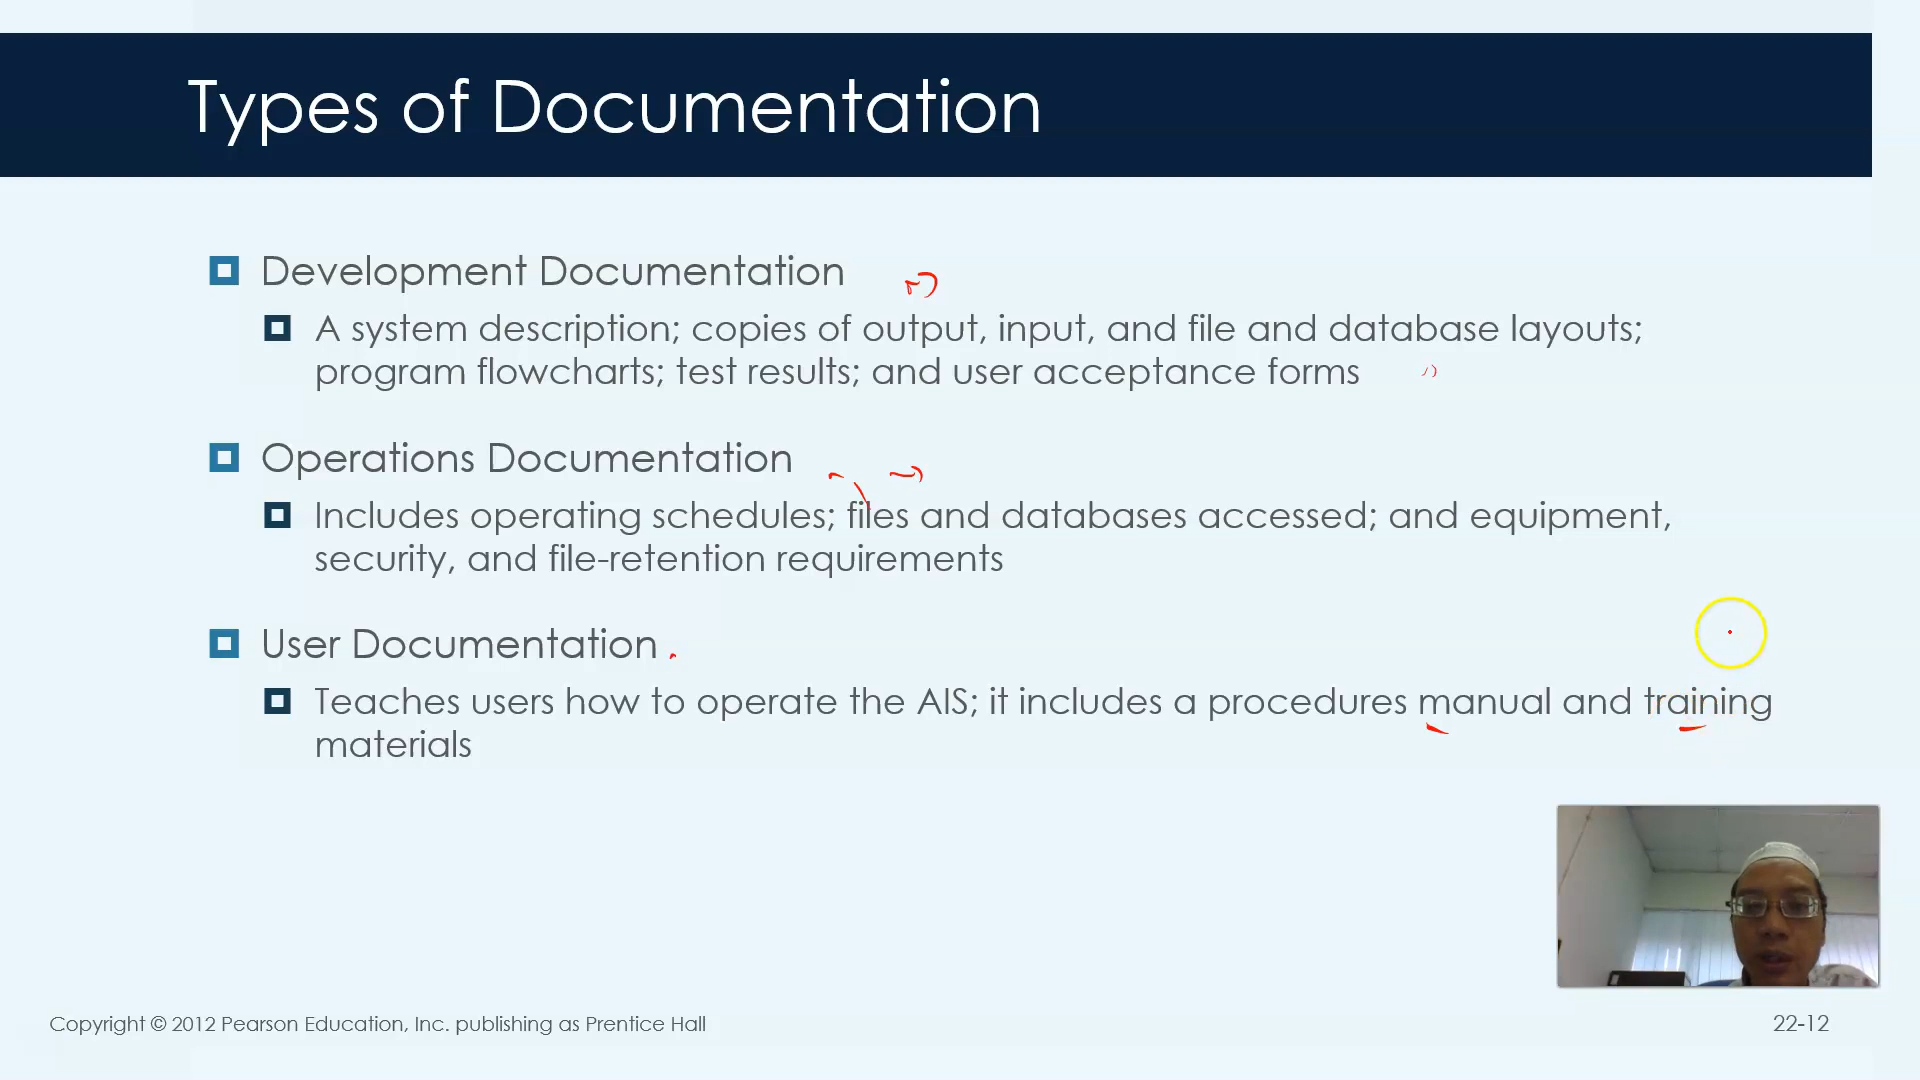 Types of Documentation
Development Documentation
A system description; copies of output, input, and file and database layouts;
program flowcharts; test results; and user acceptance forms
Operations Documentation
Includes operating schedules; files and databases accessed; and equipment,
security, and file-retention requirements
User Documentation
Teaches users how to operate the AIS; it includes a procedures manual and training
materials
Copyright © 2012 Pearson Education, Inc. publishing as Prentice Hall
22-12